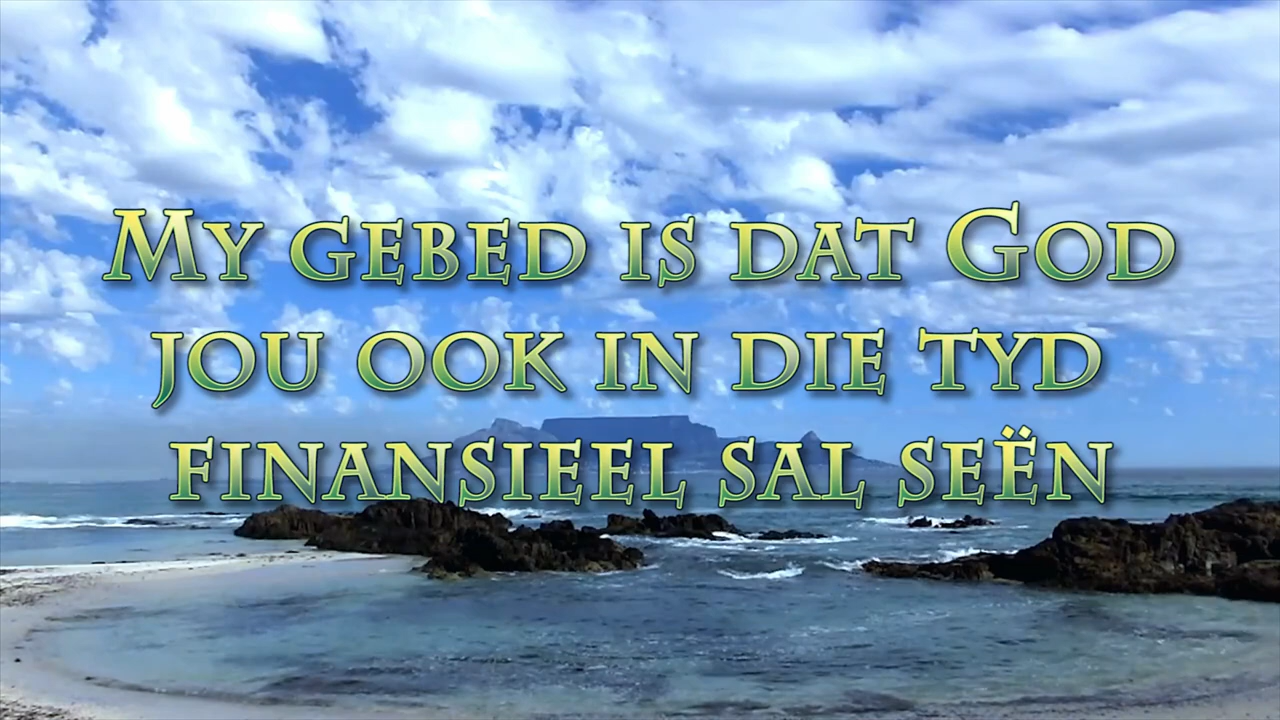 My gebed is dat God
jou ook in die tyd
finansieel sal seën